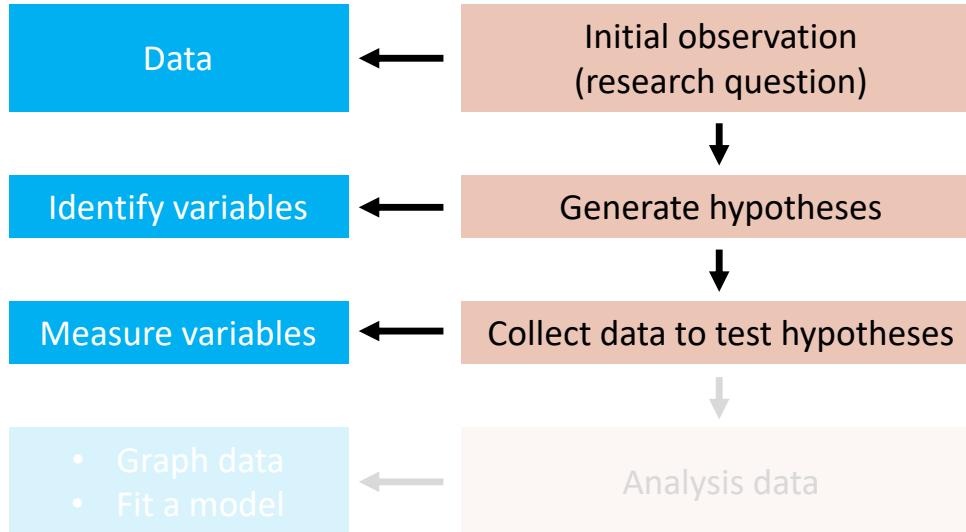 Data
Initial observation
(research question)
Identify variables
Generate hypotheses
Measure variables
Collect data to test hypotheses
• Graph data
• Fit a model
Analysis data